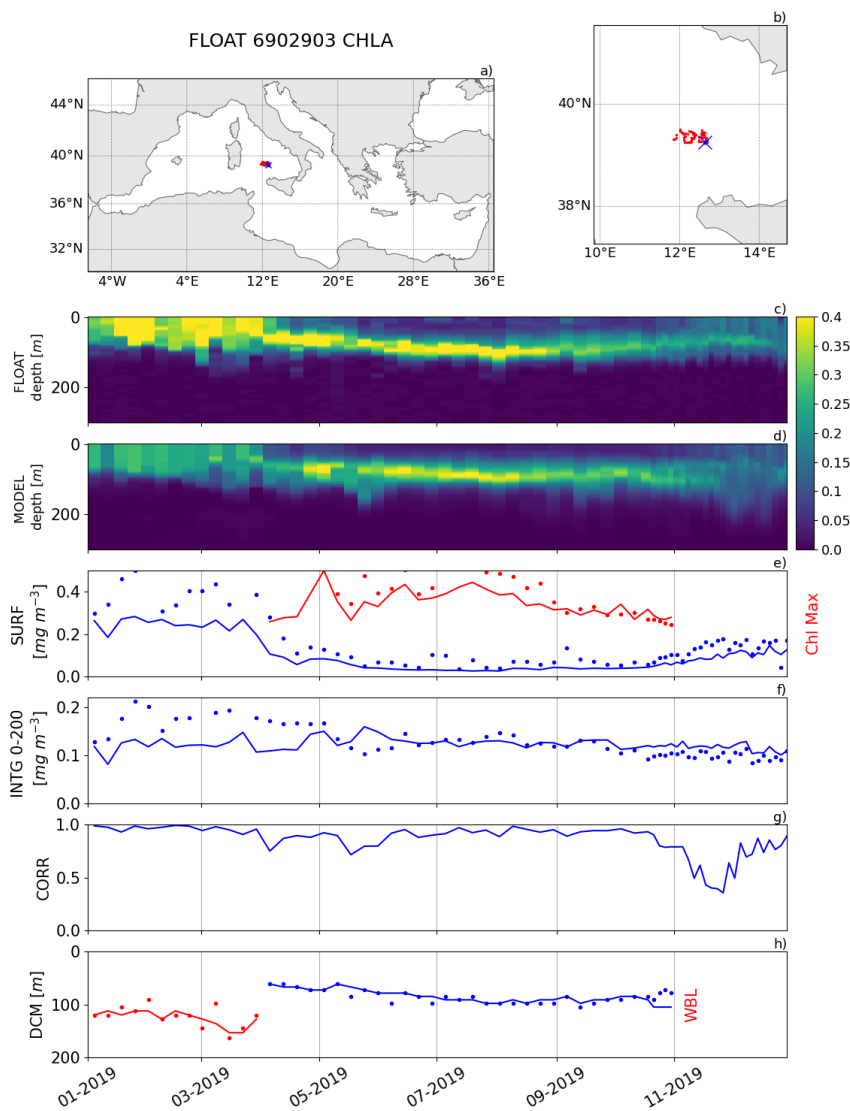 FLOAT 6902903 CHLA
a)
44°N
40°N
36°N
32°N
4°W
4°E
12°E
20°E
28°E
36°E
b)
40°N
38°N
10°E
12°E
14°E
c)
0
200
FLOAT
depth [m]
d)
0
200
MODEL
depth [m]
0.4
0.35
0.3
0.25
0.2
0.15
0.1
0.05
0.0
e)
0.4
0.2
0.0
SURF
[mg m⁻³]
Chl Max
f)
0.2
0.1
0.0
INTG 0-200
[mg m⁻³]
g)
1.0
0.5
0.0
CORR
h)
0
100
200
DCM [m]
WBL
01-2019
03-2019
05-2019
07-2019
09-2019
11-2019